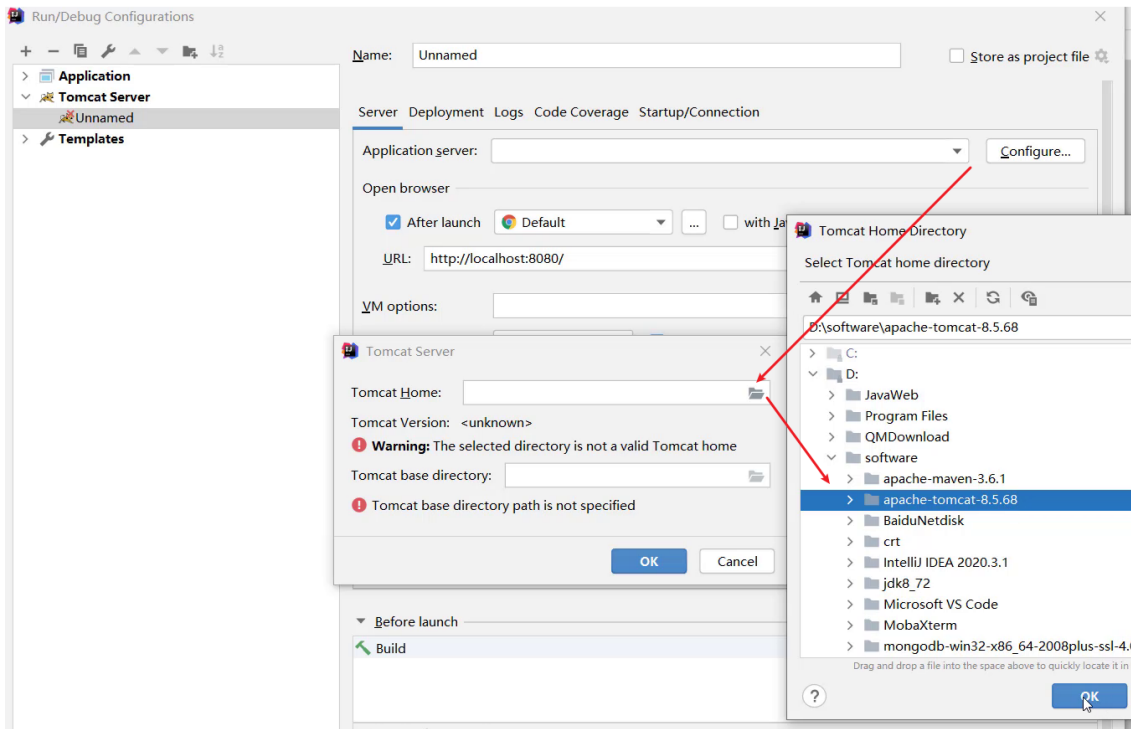 Run/Debug Configurations
Application
Tomcat Server
Unnamed
Templates
Name: Unnamed
Store as project file
Server Deployment Logs Code Coverage Startup/Connection
Application server: Configure...
Open browser
After launch Default ... with Ja
URL: http://localhost:8080/
VM options:
Tomcat Server
Tomcat Home:
Tomcat Version: <unknown>
Warning: The selected directory is not a valid Tomcat home
Tomcat base directory:
Tomcat base directory path is not specified
OK Cancel
Before launch
Build
Tomcat Home Directory
Select Tomcat home directory
D:\software\apache-tomcat-8.5.68
C:
D:
JavaWeb
Program Files
QMDownload
software
apache-maven-3.6.1
apache-tomcat-8.5.68
BaiduNetdisk
crt
IntelliJ IDEA 2020.3.1
jdk8_72
Microsoft VS Code
MobaXterm
mongodb-win32-x86_64-2008plus-ssl-4.
Drag and drop a file into the space above to quickly locate it in
? OK